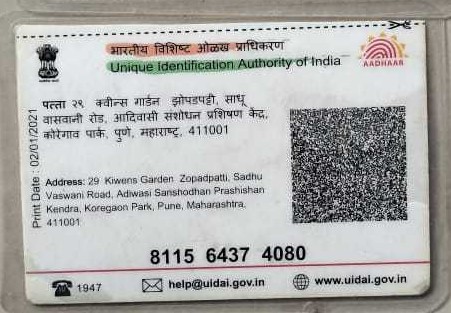 भारतीय विशिष्ट ओळख प्राधिकरण
Unique Identification Authority of India
AADHAAR
पत्ता २९ क्वीन्स गार्डन झोपडपट्टी, साधू
वासवानी रोड, आदिवासी संशोधन प्रशिषण केंद्र,
कोरेगाव पार्क, पुणे, महाराष्ट्र, 411001
Print Date : 02/01/2021
Address: 29 Kiwens Garden Zopadpatti, Sadhu
Vaswani Road, Adiwasi Sanshodhan Prashishan
Kendra, Koregaon Park, Pune, Maharashtra,
411001
8115 6437 4080
1947 help@uidai.gov.in www.uidai.gov.in